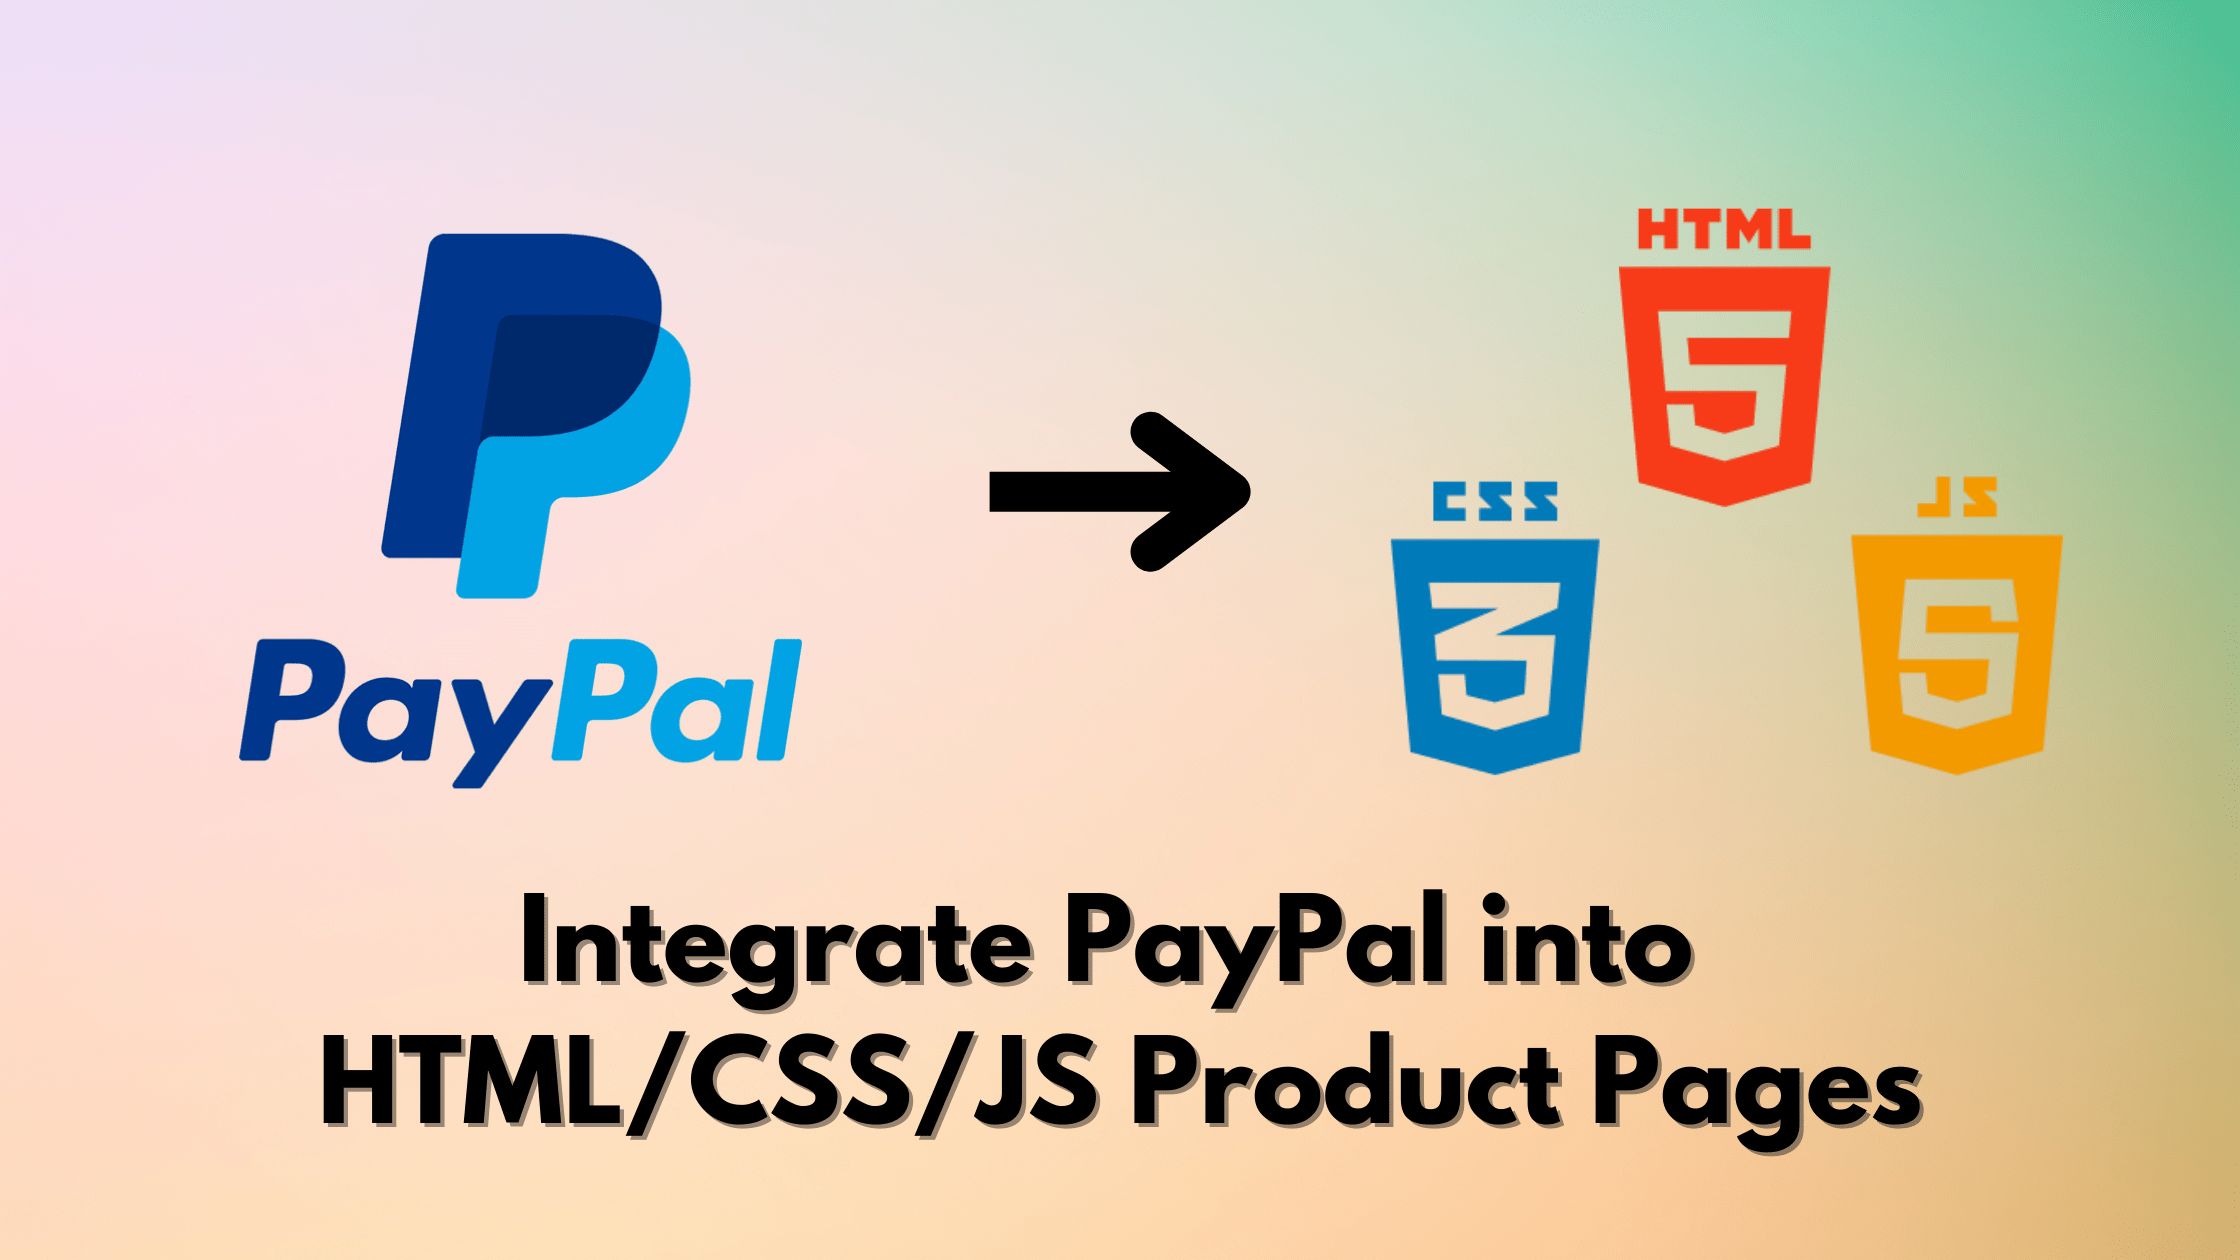 HTML
CSS
JS
PayPal
Integrate PayPal into
HTML/CSS/JS Product Pages